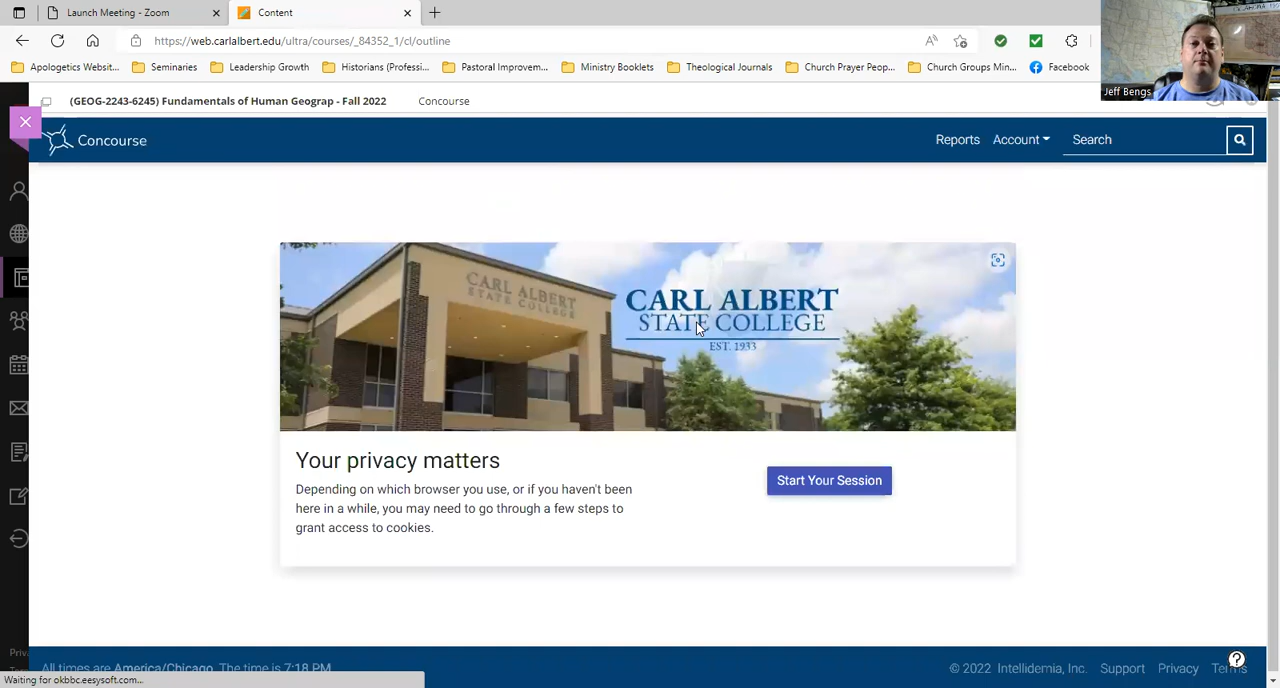 Launch Meeting - Zoom
Content
https://web.carlalbert.edu/ultra/courses/_84352_1/cl/outline
Apologetics Websit...
Seminaries
Leadership Growth
Historians (Professi...
Pastoral Improvem...
Ministry Booklets
Theological Journals
Church Prayer Peop...
Church Groups Min...
Facebook
Jeff Bengs
(GEOG-2243-6245) Fundamentals of Human Geograp - Fall 2022
Concourse
Concourse
Reports
Account
Search
CARL ALBERT
STATE COLLEGE
CARL ALBERT
STATE COLLEGE
EST. 1933
Your privacy matters
Depending on which browser you use, or if you haven't been
here in a while, you may need to go through a few steps to
grant access to cookies.
Start Your Session
All times are America/Chicago. The time is 7:18 PM
© 2022 Intellidemia, Inc.
Support
Privacy
Terms
Waiting for okbbc.eesysoft.com...